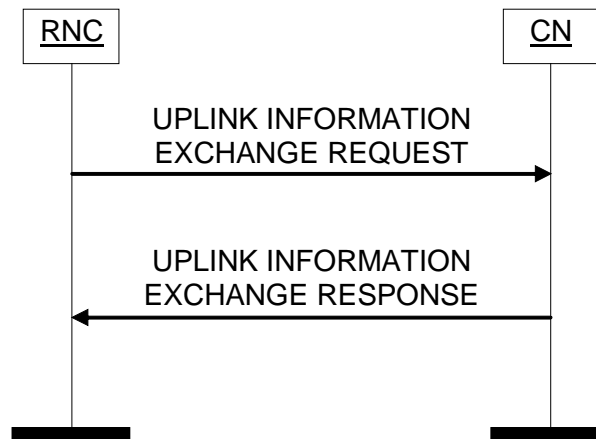 RNC
CN
UPLINK INFORMATION
EXCHANGE REQUEST
UPLINK INFORMATION
EXCHANGE RESPONSE